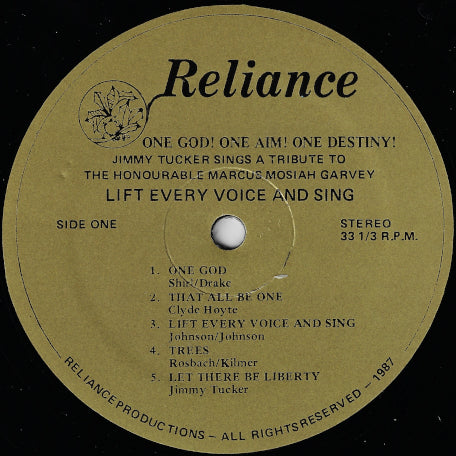 Reliance
ONE GOD! ONE AIM! ONE DESTINY!
JIMMY TUCKER SINGS A TRIBUTE TO
THE HONOURABLE MARCUS MOSIAH GARVEY
LIFT EVERY VOICE AND SING
SIDE ONE
STEREO
33 1/3 R.P.M.
1. ONE GOD
Shirl/Drake
2. THAT ALL BE ONE
Clyde Hoyte
3. LIFT EVERY VOICE AND SING
Johnson/Johnson
4. TREES
Rosbach/Kilmer
5. LET THERE BE LIBERTY
Jimmy Tucker
RELIANCE PRODUCTIONS – ALL RIGHTS RESERVED – 1987